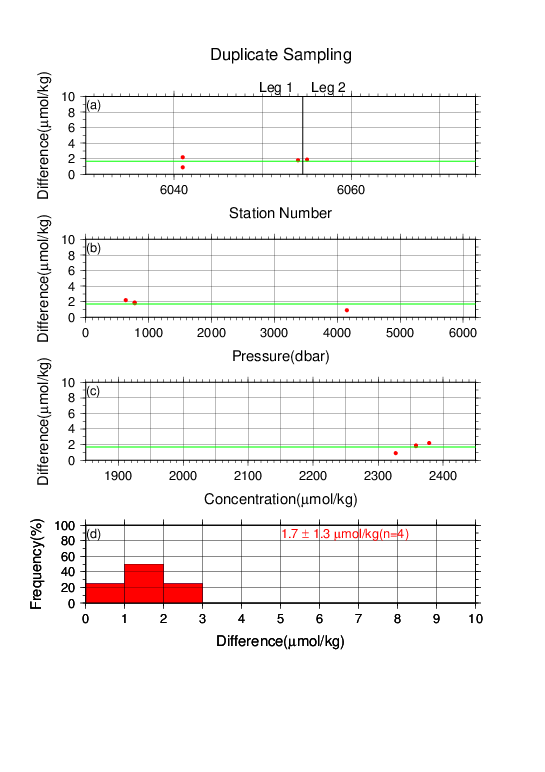 Duplicate Sampling
Leg 1 Leg 2
(a)
10
8
6
4
2
0
Difference(μmol/kg)
6040 6060
Station Number
(b)
10
8
6
4
2
0
Difference(μmol/kg)
0 1000 2000 3000 4000 5000 6000
Pressure(dbar)
(c)
10
8
6
4
2
0
Difference(μmol/kg)
1900 2000 2100 2200 2300 2400
Concentration(μmol/kg)
(d)
1.7 ± 1.3 μmol/kg(n=4)
100
80
60
40
20
0
Frequency(%)
0 1 2 3 4 5 6 7 8 9 10
Difference(μmol/kg)